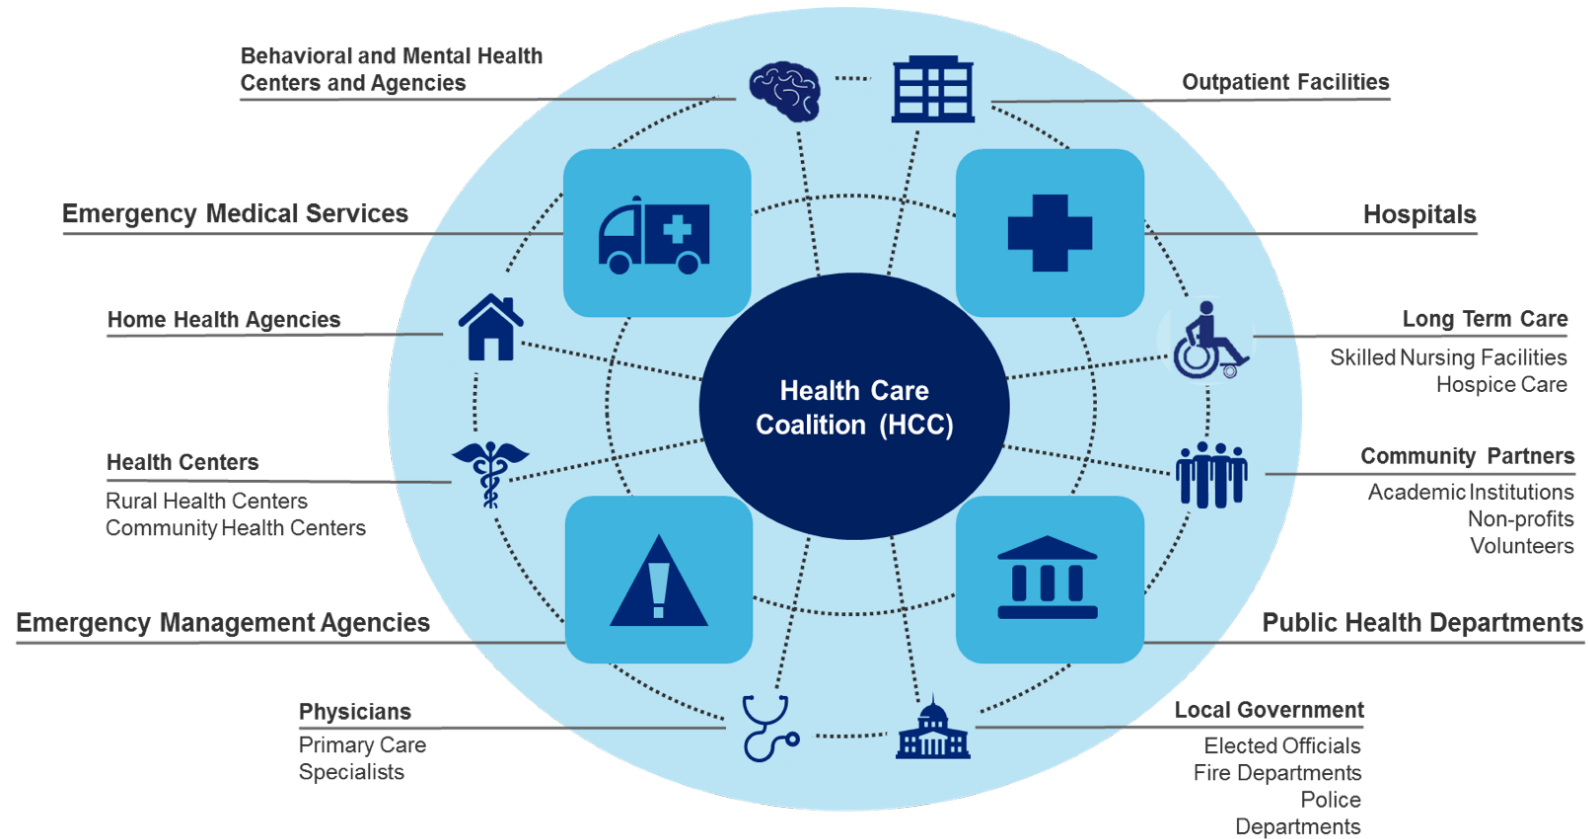 Behavioral and Mental Health
Centers and Agencies
Outpatient Facilities
Emergency Medical Services
Hospitals
Home Health Agencies
Long Term Care
Skilled Nursing Facilities
Hospice Care
Health Care
Coalition (HCC)
Health Centers
Rural Health Centers
Community Health Centers
Community Partners
Academic Institutions
Non-profits
Volunteers
Emergency Management Agencies
Public Health Departments
Physicians
Primary Care
Specialists
Local Government
Elected Officials
Fire Departments
Police
Departments